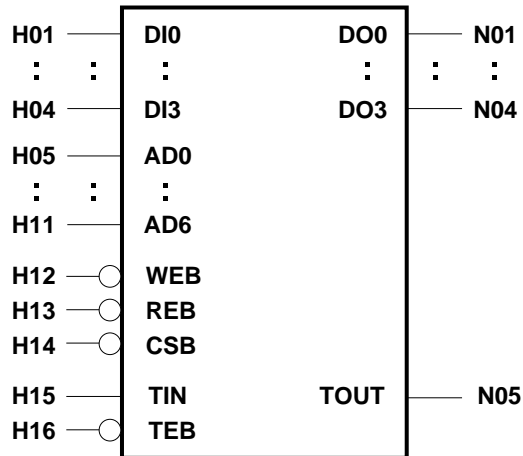 H01 DI0 DO0 N01
: : : : : :
H04 DI3 DO3 N04
H05 AD0
: : :
H11 AD6
H12 WEB
H13 REB
H14 CSB
H15 TIN TOUT N05
H16 TEB